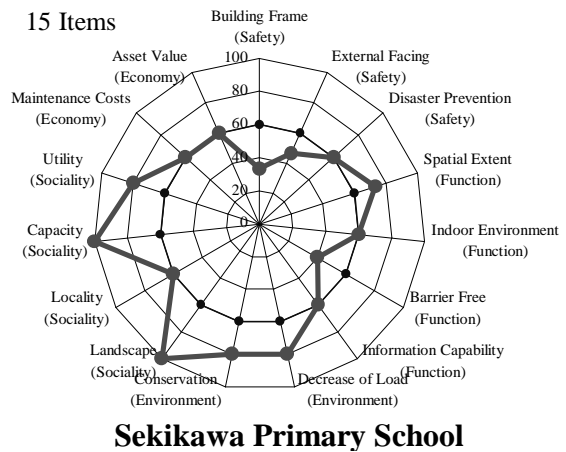 15 Items
Building Frame
(Safety)
External Facing
(Safety)
Disaster Prevention
(Safety)
Spatial Extent
(Function)
Indoor Environment
(Function)
Barrier Free
(Function)
Information Capability
(Function)
Decrease of Load
(Environment)
Conservation
(Environment)
Landscape
(Sociality)
Locality
(Sociality)
Capacity
(Sociality)
Utility
(Sociality)
Maintenance Costs
(Economy)
Asset Value
(Economy)
100
80
60
40
20
0
Sekikawa Primary School